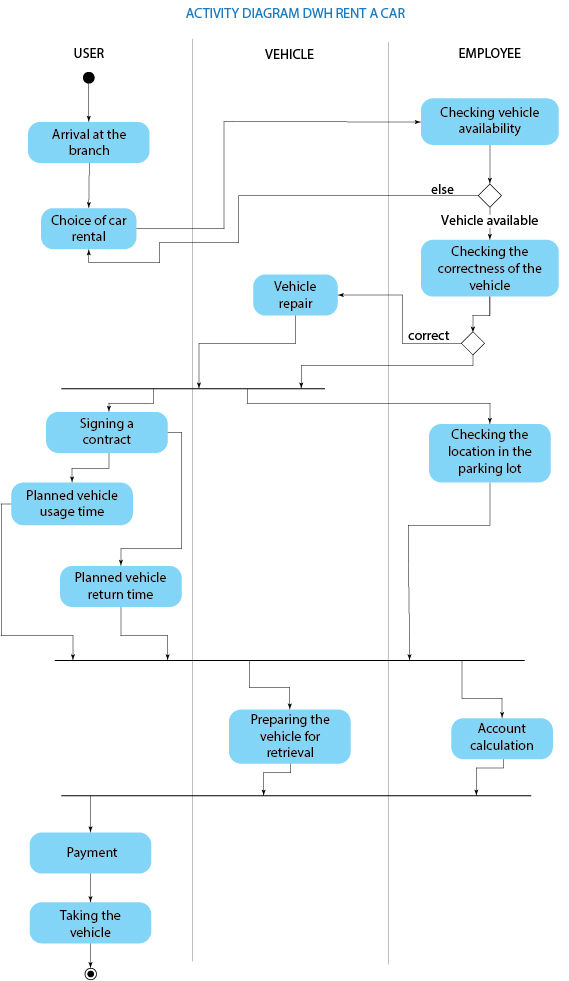 ACTIVITY DIAGRAM DWH RENT A CAR
USER
VEHICLE
EMPLOYEE
Arrival at the
branch
Checking vehicle
availability
else
Choice of car
rental
Vehicle available
Checking the
correctness of the
vehicle
Vehicle
repair
correct
Signing a
contract
Checking the
location in the
parking lot
Planned vehicle
usage time
Planned vehicle
return time
Preparing the
vehicle for
retrieval
Account
calculation
Payment
Taking the
vehicle